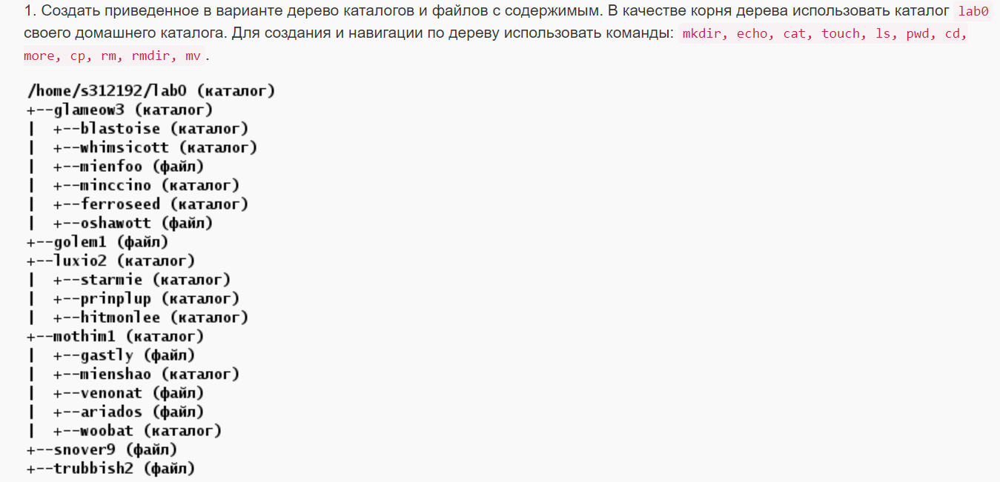 1. Создать приведенное в варианте дерево каталогов и файлов с содержимым. В качестве корня дерева использовать каталог lab0
своего домашнего каталога. Для создания и навигации по дереву использовать команды: mkdir, echo, cat, touch, ls, pwd, cd,
more, cp, rm, rmdir, mv.
/home/s312192/lab0 (каталог)
+--glameow3 (каталог)
|  +--blastoise (каталог)
|  +--whimsicott (каталог)
|  +--mienfoo (файл)
|  +--minccino (каталог)
|  +--ferroseed (каталог)
|  +--oshawott (файл)
+--golem1 (файл)
+--luxio2 (каталог)
|  +--starmie (каталог)
|  +--prinplup (каталог)
|  +--hitmonlee (каталог)
+--mothim1 (каталог)
|  +--gastly (файл)
|  +--mienshao (каталог)
|  +--venonat (файл)
|  +--ariados (файл)
|  +--woobat (каталог)
+--snover9 (файл)
+--trubbish2 (файл)